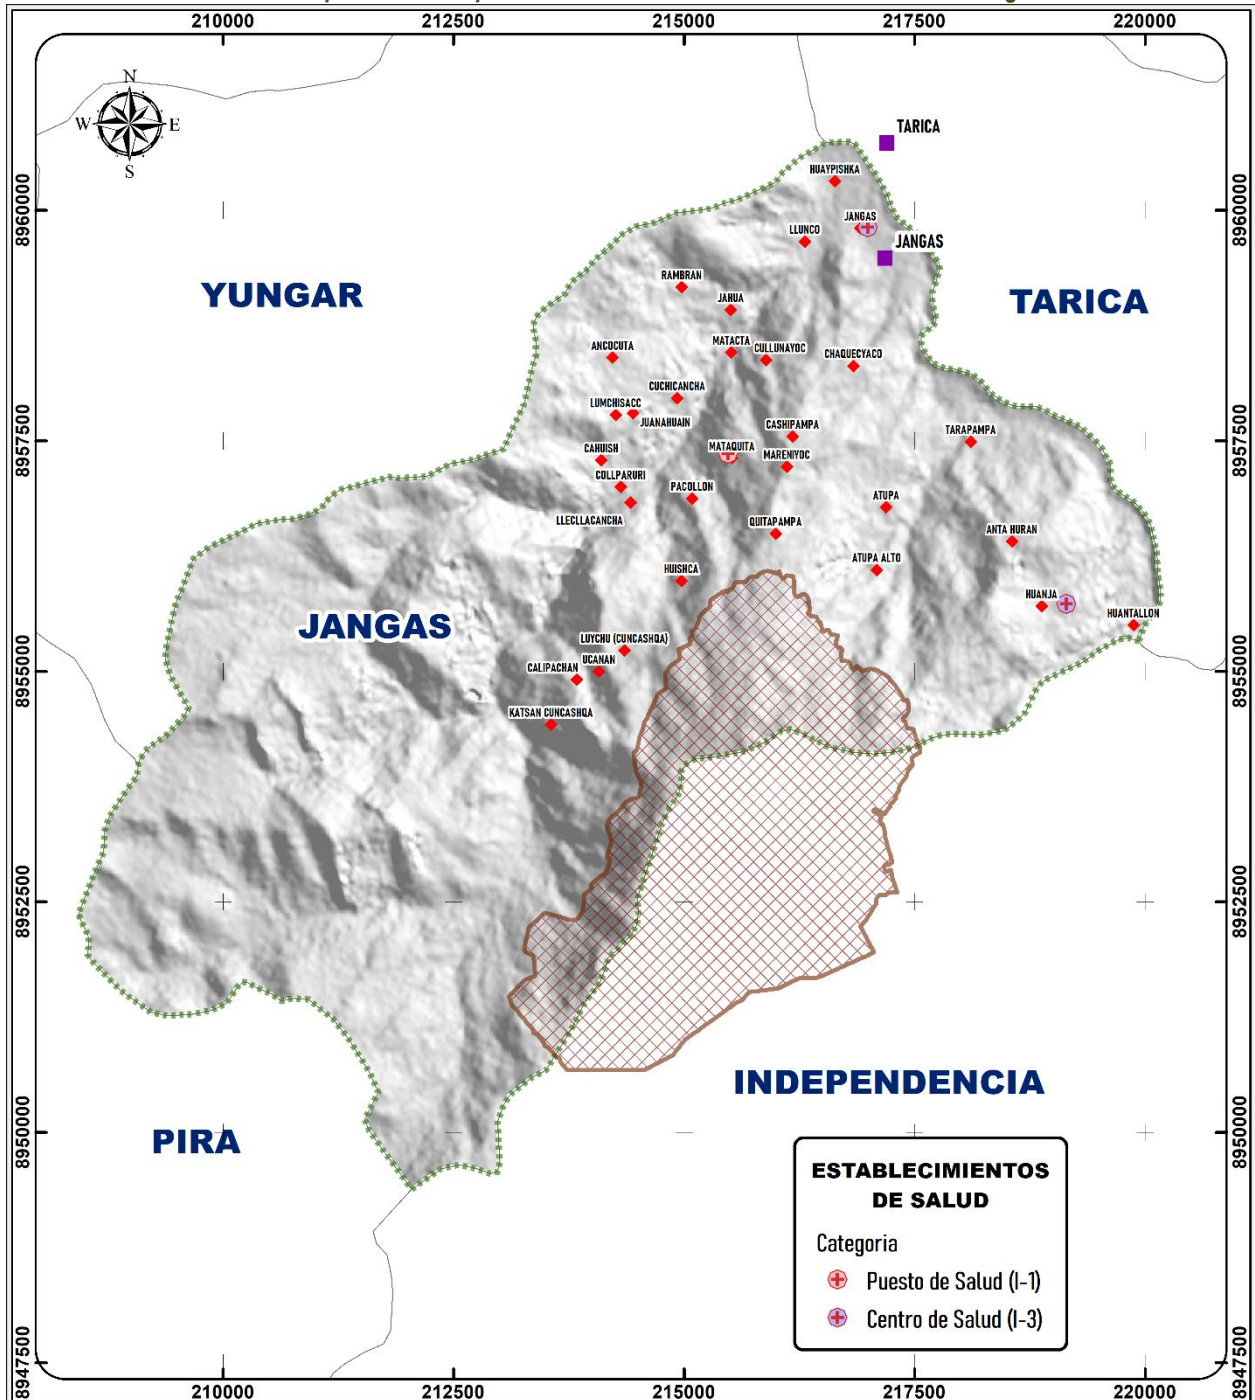 210000
212500
215000
217500
220000
N
W
E
S
TARICA
HUAYPISHKA
8960000
8960000
JANGAS
LLUNCO
JANGAS
RAMBRAN
YUNGAR
TARICA
JAHUA
MATACTA
ANCOCUTA
CULLUNAYOC
CHAQUECYACO
CUCHICANCHA
LUMCHISACC
JUANAHUAIN
8957500
8957500
CASHIPAMPA
TARAPAMPA
CAHUISH
MATAQUITA
MARENIYOC
COLLPARURI
PACOLLON
ATUPA
LLECLLACANCHA
QUITAPAMPA
ANTA HURAN
ATUPA ALTO
HUISHCA
HUANJA
HUANTALLON
JANGAS
LUYCHU (CUNCASHQA)
UCANAN
CALIPACHAN
8955000
8955000
KATSAN CUNCASHQA
8952500
8952500
INDEPENDENCIA
PIRA
8950000
8950000
ESTABLECIMIENTOS
DE SALUD
Categoria
Puesto de Salud (I-1)
Centro de Salud (I-3)
8947500
8947500
210000
212500
215000
217500
220000